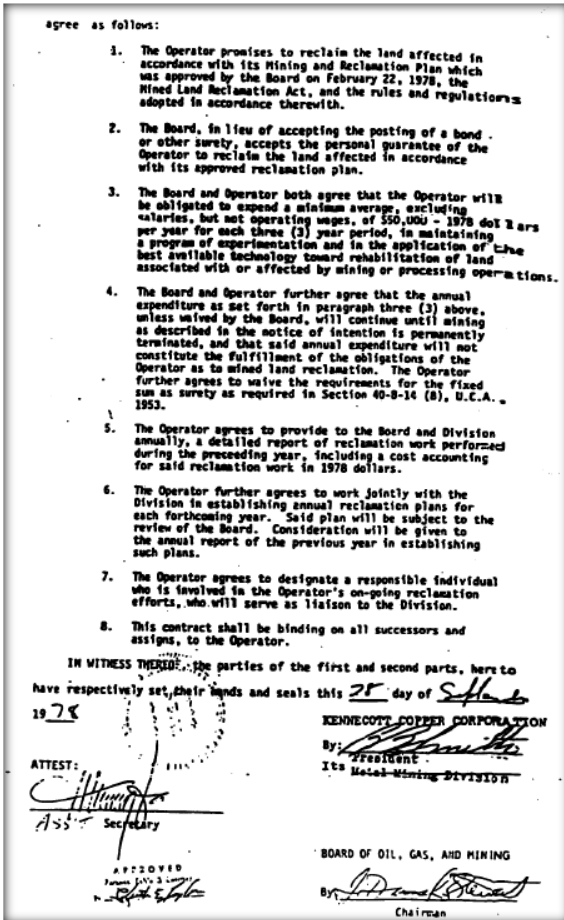 agree as follows:
1. The Operator promises to reclaim the land affected in
accordance with its Mining and Reclamation Plan which
was approved by the Board on February 22, 1978, the
Mined Land Reclamation Act, and the rules and regulations
adopted in accordance therewith.
2. The Board, in lieu of accepting the posting of a bond
or other surety, accepts the personal guarantee of the
Operator to reclaim the land affected in accordance
with its approved reclamation plan.
3. The Board and Operator both agree that the Operator will
be obligated to expend a minimum average, excluding
salaries, but not operating wages, of $50,000 - 1978 dollars
per year for each three (3) year period, in maintaining
a program of experimentation and in the application of the
best available technology toward rehabilitation of land
associated with or affected by mining or processing operations.
4. The Board and Operator further agree that the annual
expenditure as set forth in paragraph three (3) above,
unless waived by the Board, will continue until mining
as described in the notice of intention is permanently
terminated, and that said annual expenditure will not
constitute the fulfillment of the obligations of the
Operator as to mined land reclamation. The Operator
further agrees to waive the requirements for the fixed
sum as surety as required in Section 40-8-14 (8), U.C.A.
1953.
5. The Operator agrees to provide to the Board and Division
annually, a detailed report of reclamation work performed
during the preceeding year, including a cost accounting
for said reclamation work in 1978 dollars.
6. The Operator further agrees to work jointly with the
Division in establishing annual reclamation plans for
each forthcoming year. Said plan will be subject to the
review of the Board. Consideration will be given to
the annual report of the previous year in establishing
such plans.
7. The Operator agrees to designate a responsible individual
who is involved in the Operator's on-going reclamation
efforts, who will serve as liaison to the Division.
8. This contract shall be binding on all successors and
assigns, to the Operator.
IN WITNESS THEREOF, the parties of the first and second parts, hereto
have respectively set their hands and seals this 28 day of
1978
KENNECOTT COPPER CORPORATION
By:
President
Its Metal Mining Division
ATTEST:
Ass't Secretary
APPROVED
BOARD OF OIL, GAS, AND MINING
By
Chairman